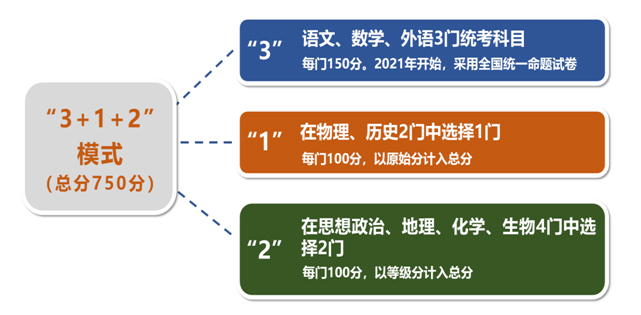 “3+1+2”
模式
（总分750分）
“3”
语文、数学、外语3门统考科目
每门150分。2021年开始，采用全国统一命题试卷
“1”
在物理、历史2门中选择1门
每门100分，以原始分计入总分
“2”
在思想政治、地理、化学、生物4门中选
择2门
每门100分，以等级分计入总分